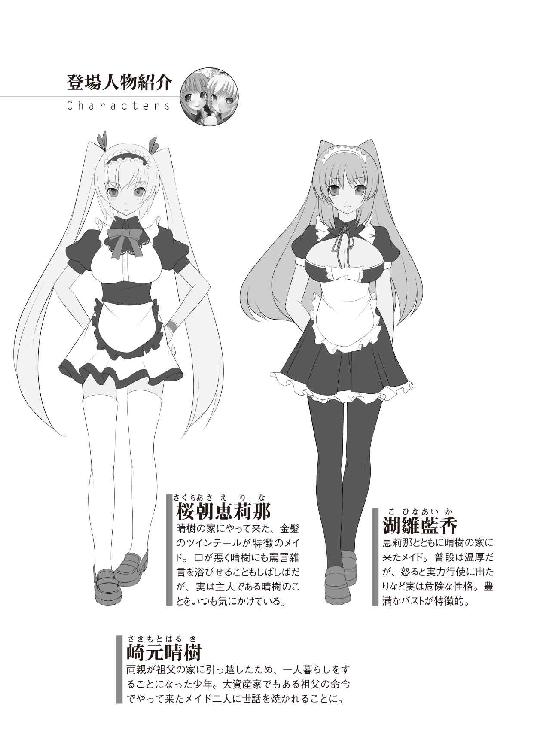 登場人物紹介
Characters
さくらあさえりな
桜朝恵莉那
晴樹の家にやって来た、金髪
のツインテールが特徴のメイ
ド。口が悪く晴樹にも罵言雑
言を浴びせることもしばしばだ
が、実は主人である晴樹のこ
とをいつも気にかけている。
こひなあいか
湖雛藍香
恵莉那とともに晴樹の家に
来たメイド。普段は温厚だ
が、怒ると実力行使に出た
りなど実は危険な性格。豊
満なバストが特徴的。
さきもとはるき
崎元晴樹
両親が祖父の家に引っ越したため、一人暮らしをす
ることになった少年。大資産家でもある祖父の命令
でやって来たメイド二人に世話を焼かれることに。